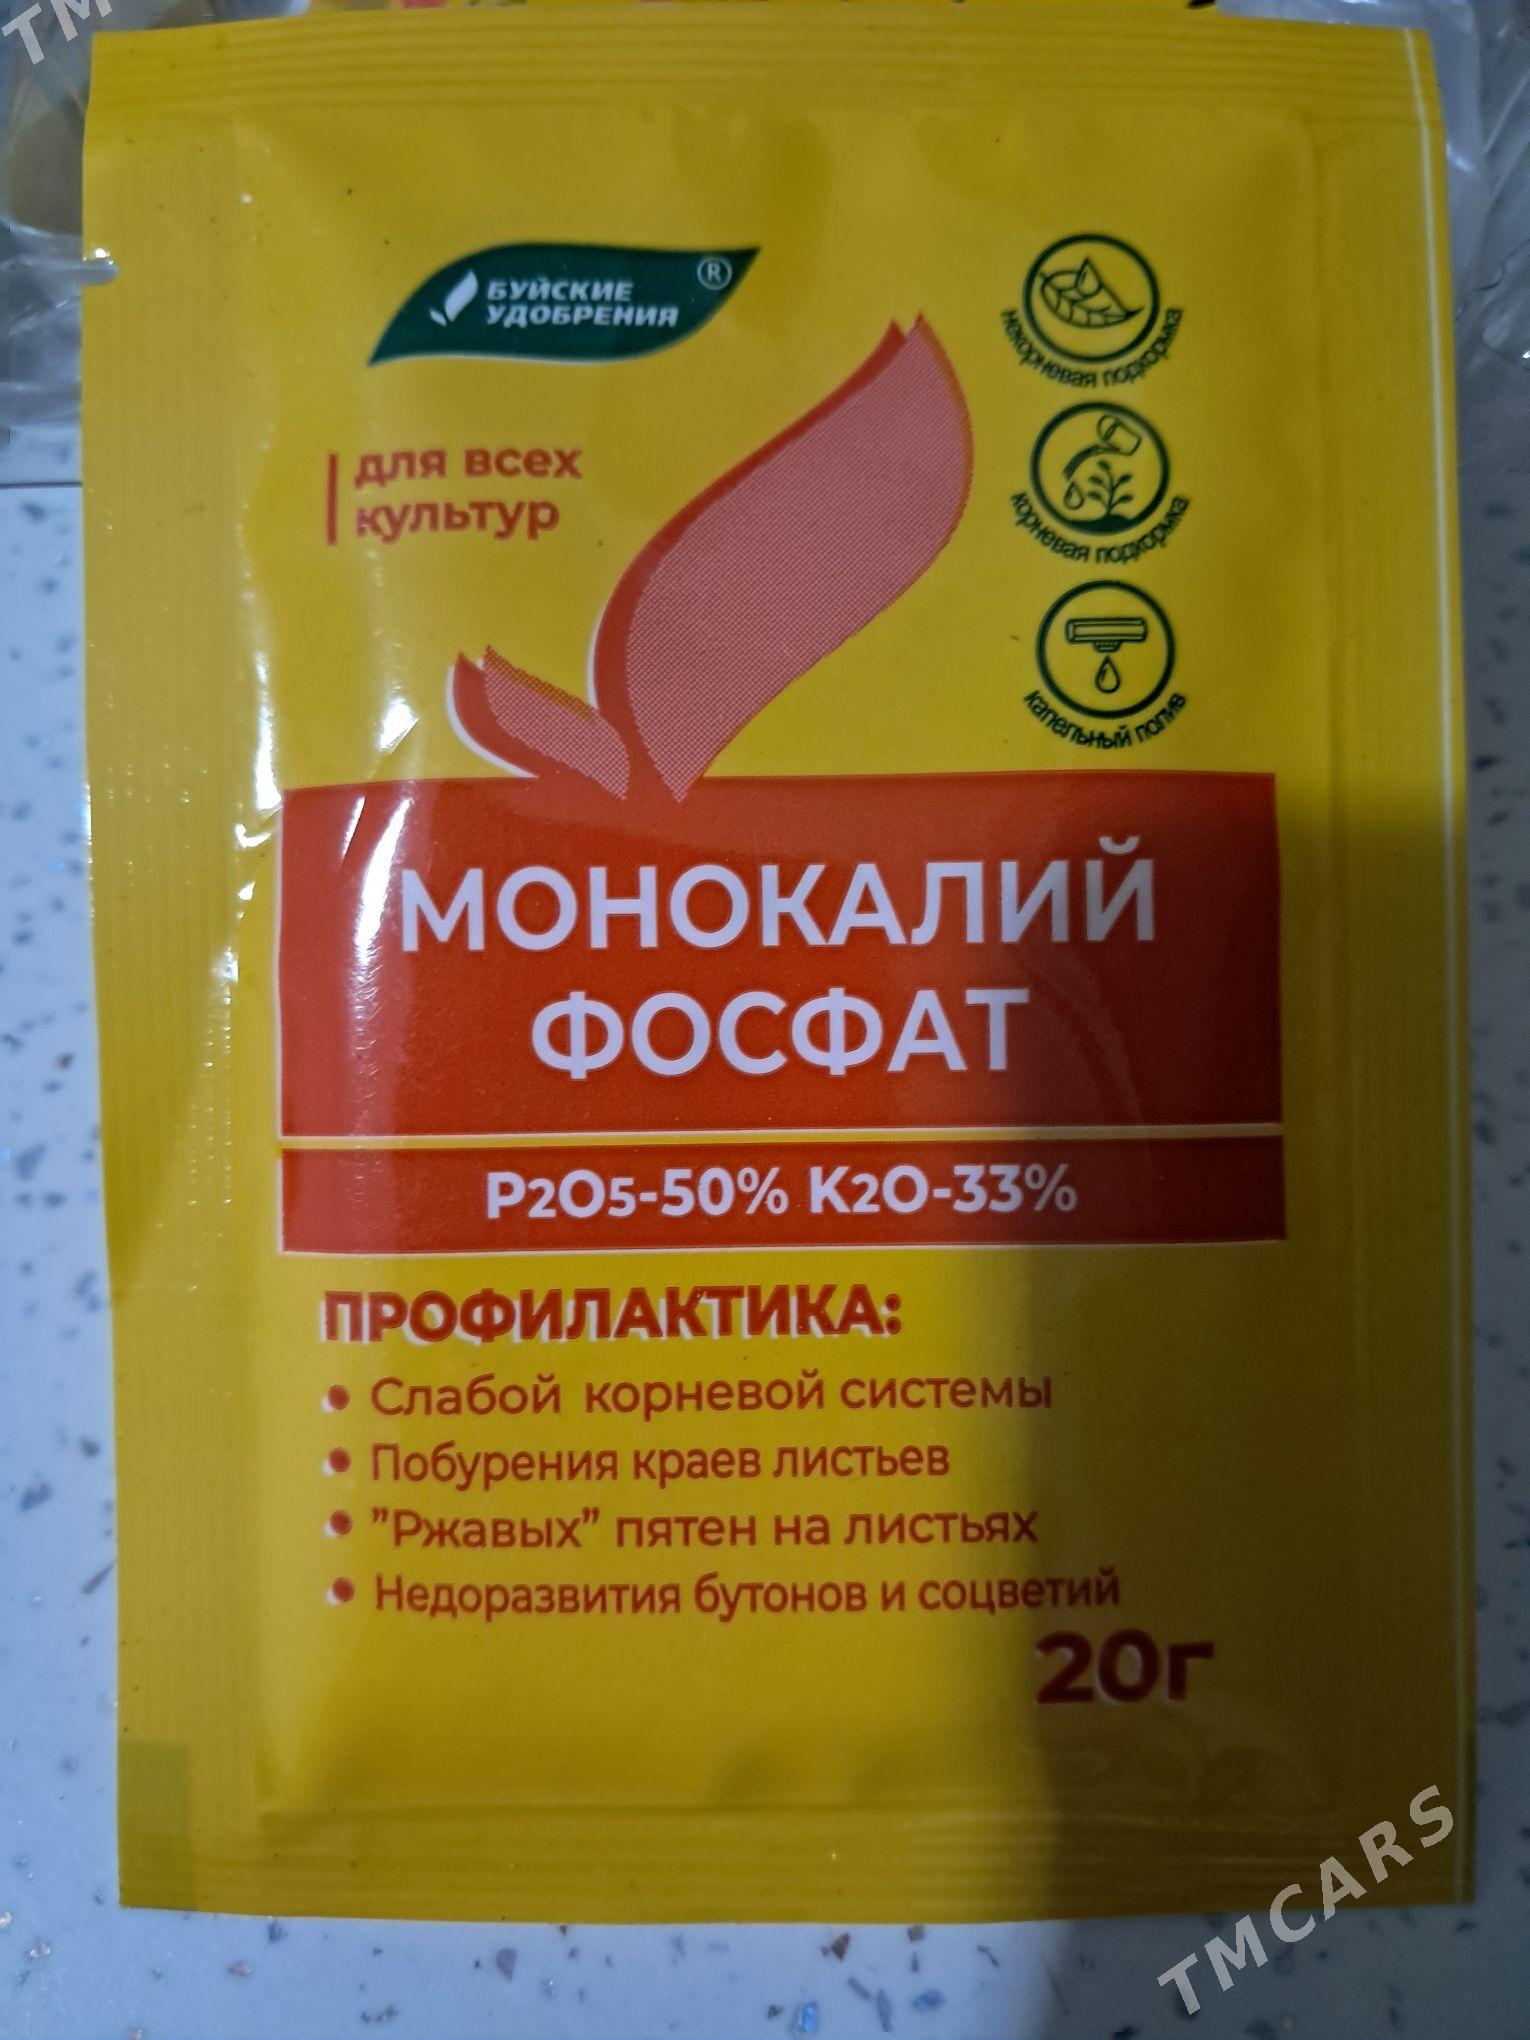 TM
БУЙСКИЕ
УДОБРЕНИЯ ®
некорневая подкормка
для всех
культур
корневая подкормка
капельный полив
МОНОКАЛИЙ
ФОСФАТ
P2O5-50% K2O-33%
ПРОФИЛАКТИКА:
• Слабой корневой системы
• Побурения краев листьев
• "Ржавых" пятен на листьях
• Недоразвития бутонов и соцветий
20г
TMCARS